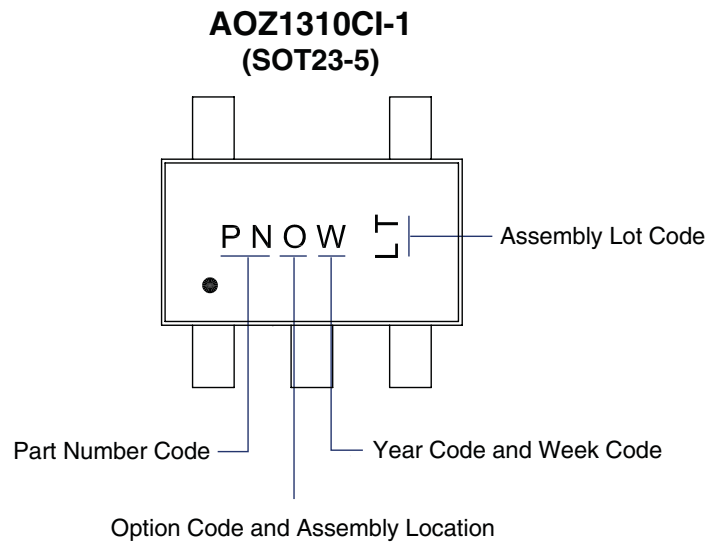 AOZ1310CI-1
(SOT23-5)
P N O W
LT
Assembly Lot Code
Part Number Code
Year Code and Week Code
Option Code and Assembly Location